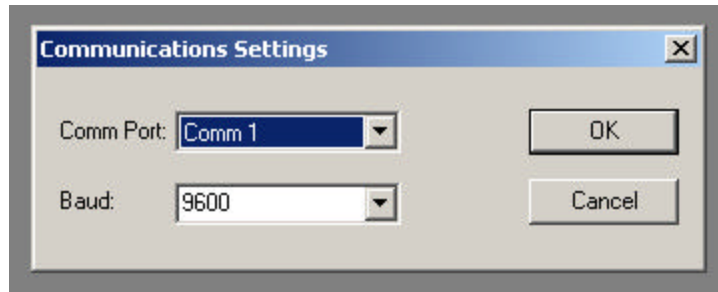 Communications Settings
Comm Port: Comm 1
OK
Baud: 9600
Cancel